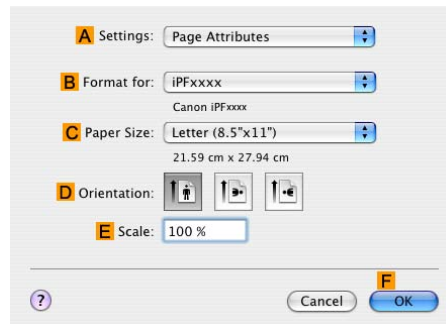 A Settings: Page Attributes
B Format for: iPFxxxx
Canon iPFxxxx
C Paper Size: Letter (8.5"x11")
21.59 cm x 27.94 cm
D Orientation:
E Scale: 100 %
F
? Cancel OK